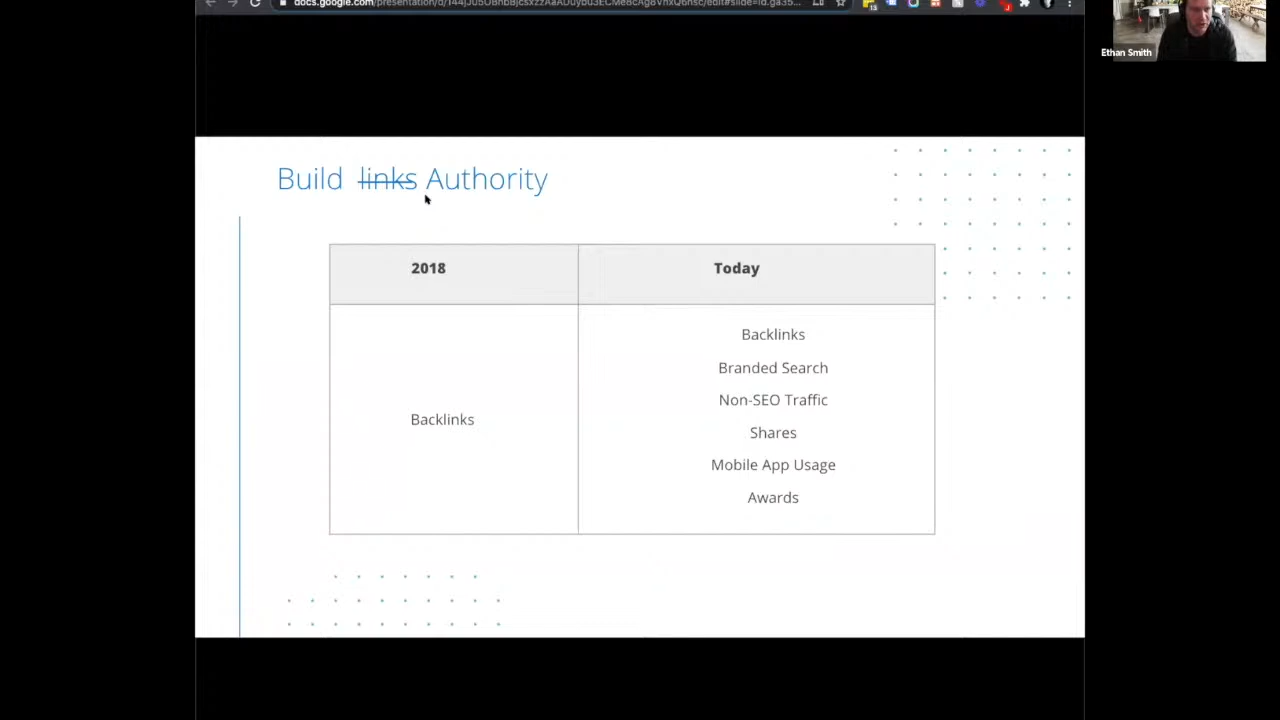 Ethan Smith
Build links Authority
2018 Today
Backlinks
Backlinks
Branded Search
Non-SEO Traffic
Shares
Mobile App Usage
Awards